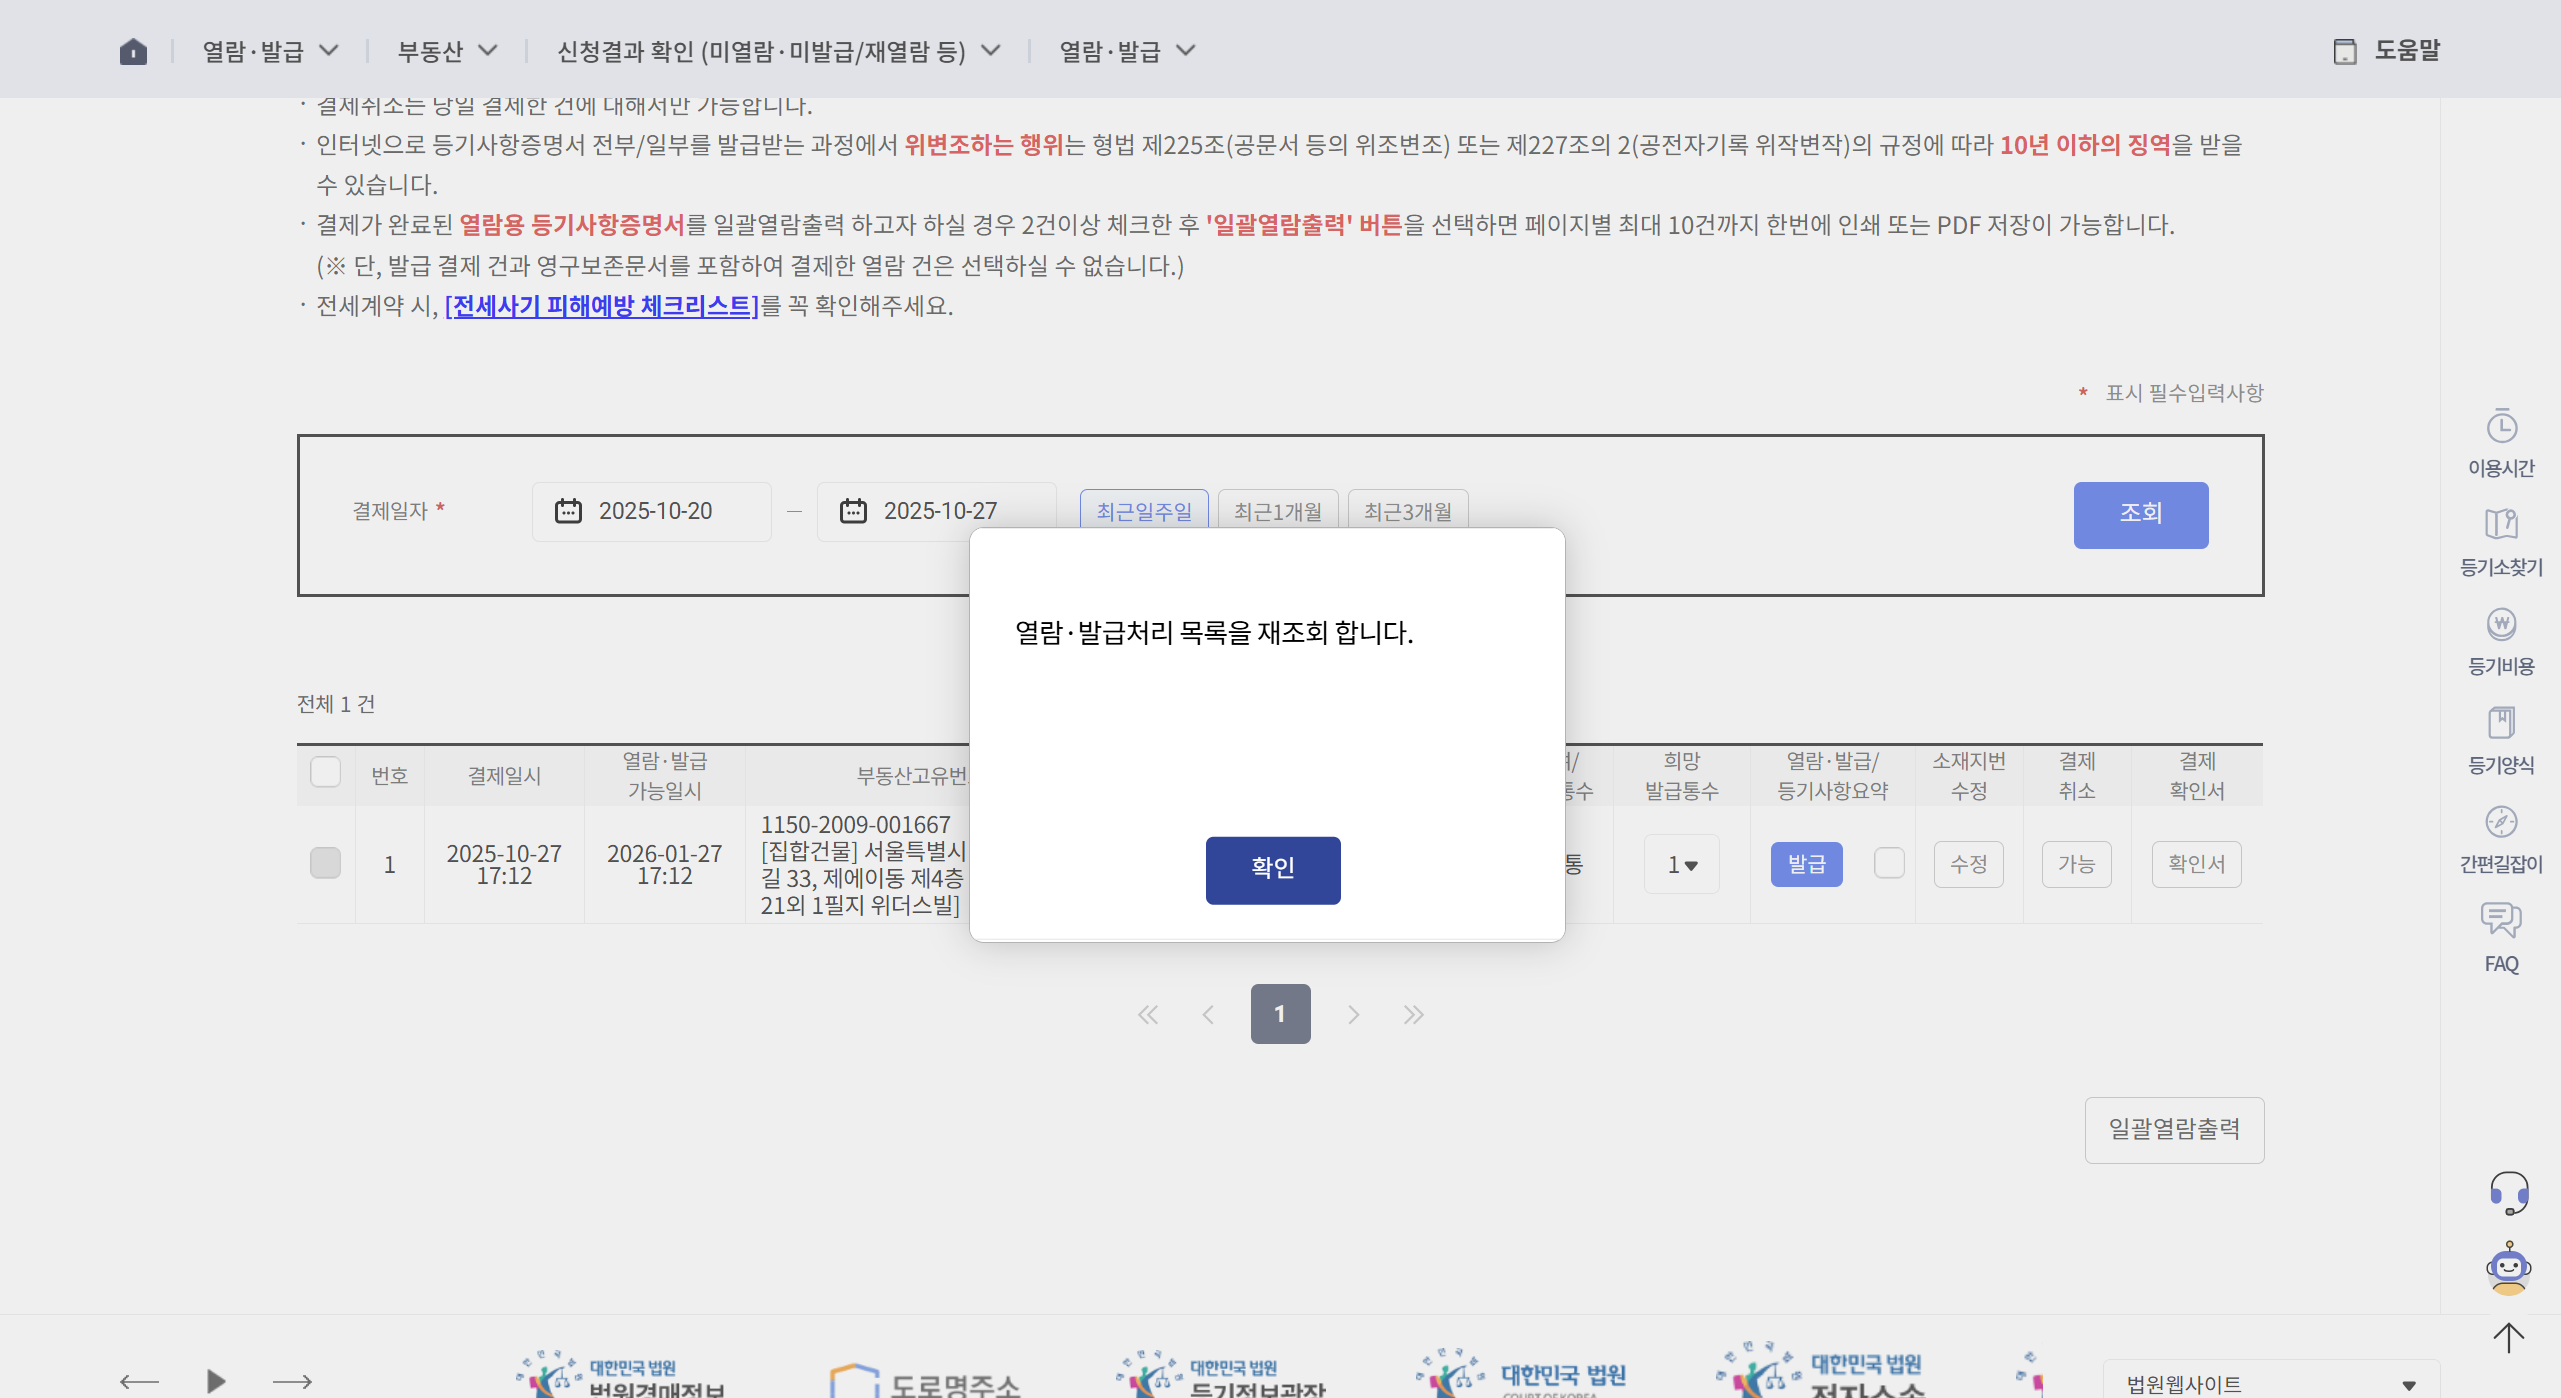 열람·발급
부동산
신청결과 확인 (미열람·미발급/재열람 등)
열람·발급
도움말
· 결제취소는 당일 결제한 건에 대해서만 가능합니다.
· 인터넷으로 등기사항증명서 전부/일부를 발급받는 과정에서 위변조하는 행위는 형법 제225조(공문서 등의 위조변조) 또는 제227조의 2(공전자기록 위작변작)의 규정에 따라 10년 이하의 징역을 받을
수 있습니다.
· 결제가 완료된 열람용 등기사항증명서를 일괄열람출력 하고자 하실 경우 2건이상 체크한 후 '일괄열람출력' 버튼을 선택하면 페이지별 최대 10건까지 한번에 인쇄 또는 PDF 저장이 가능합니다.
(※ 단, 발급 결제 건과 영구보존문서를 포함하여 결제한 열람 건은 선택하실 수 없습니다.)
· 전세계약 시, [전세사기 피해예방 체크리스트]를 꼭 확인해주세요.
* 표시 필수입력사항
결제일자 *
2025-10-20
–
2025-10-27
최근일주일
최근1개월
최근3개월
조회
열람·발급처리 목록을 재조회 합니다.
확인
전체 1 건
번호
결제일시
열람·발급
가능일시
부동산고유번
통수
희망
발급통수
열람·발급/
등기사항요약
소재지번
수정
결제
취소
결제
확인서
1
2025-10-27
17:12
2026-01-27
17:12
1150-2009-001667
[집합건물] 서울특별시
길 33, 제에이동 제4층
21외 1필지 위더스빌]
통
1
발급
수정
가능
확인서
1
일괄열람출력
이용시간
등기소찾기
등기비용
등기양식
간편길잡이
FAQ
대한민국 법원
법원경매정보
도로명주소
대한민국 법원
등기정보광장
대한민국 법원
COURT OF KOREA
대한민국 법원
전자소송
법원웹사이트